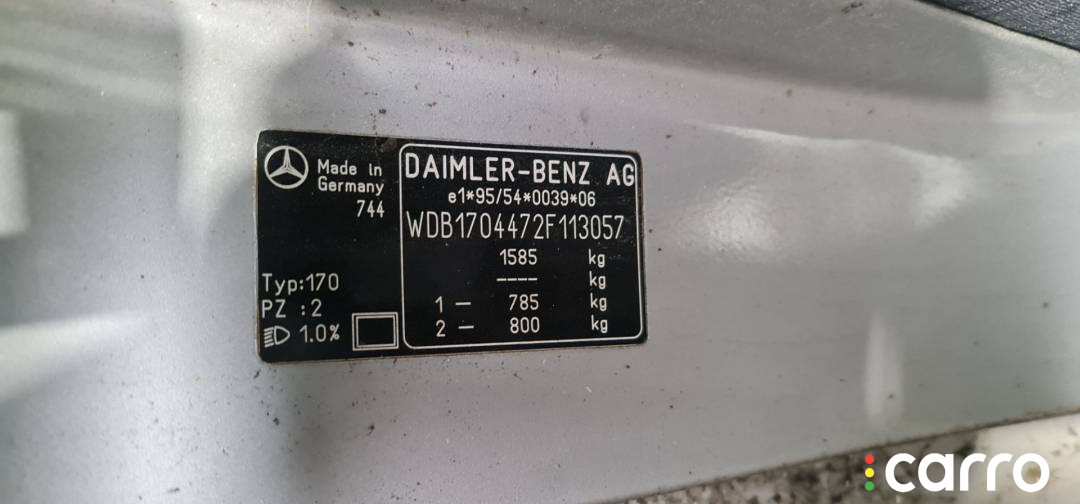 Made in
Germany
744
DAIMLER-BENZ AG
e1*95/54*0039*06
WDB1704472F113057
1585 kg
---- kg
1 — 785 kg
2 — 800 kg
Typ:170
PZ :2
1.0%
carro